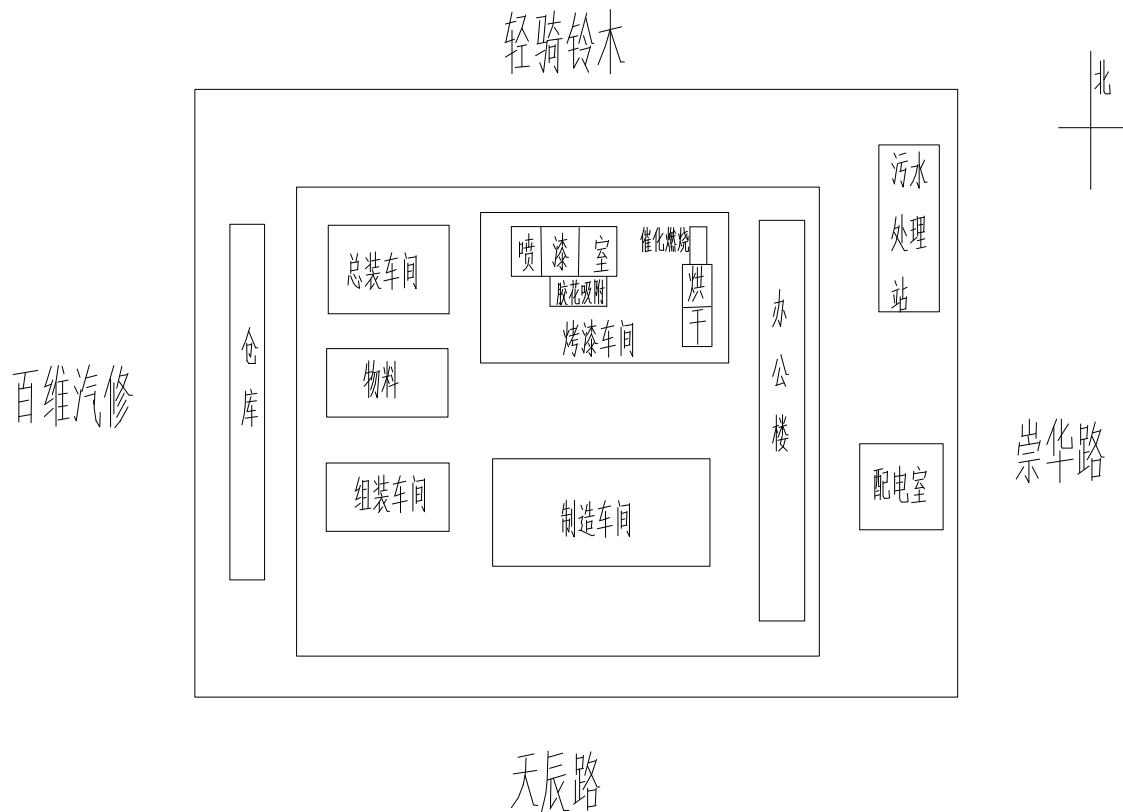 轻骑铃木
北
污水
处理
站
总装车间
喷漆室
催化燃烧
胶花吸附
烘
干
烤漆车间
办
公
楼
仓
库
物料
百维汽修
崇华路
组装车间
制造车间
配电室
天辰路